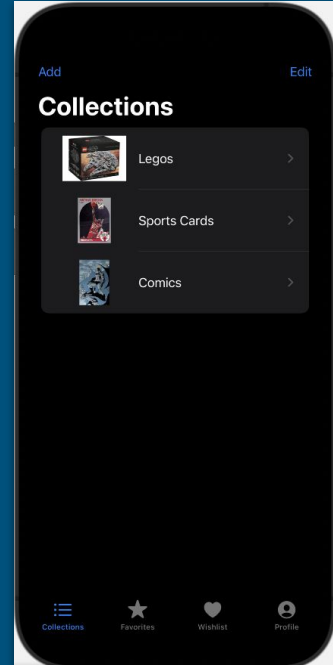 Add
Edit
Collections
Legos
Sports Cards
Comics
Collections
Favorites
Wishlist
Profile